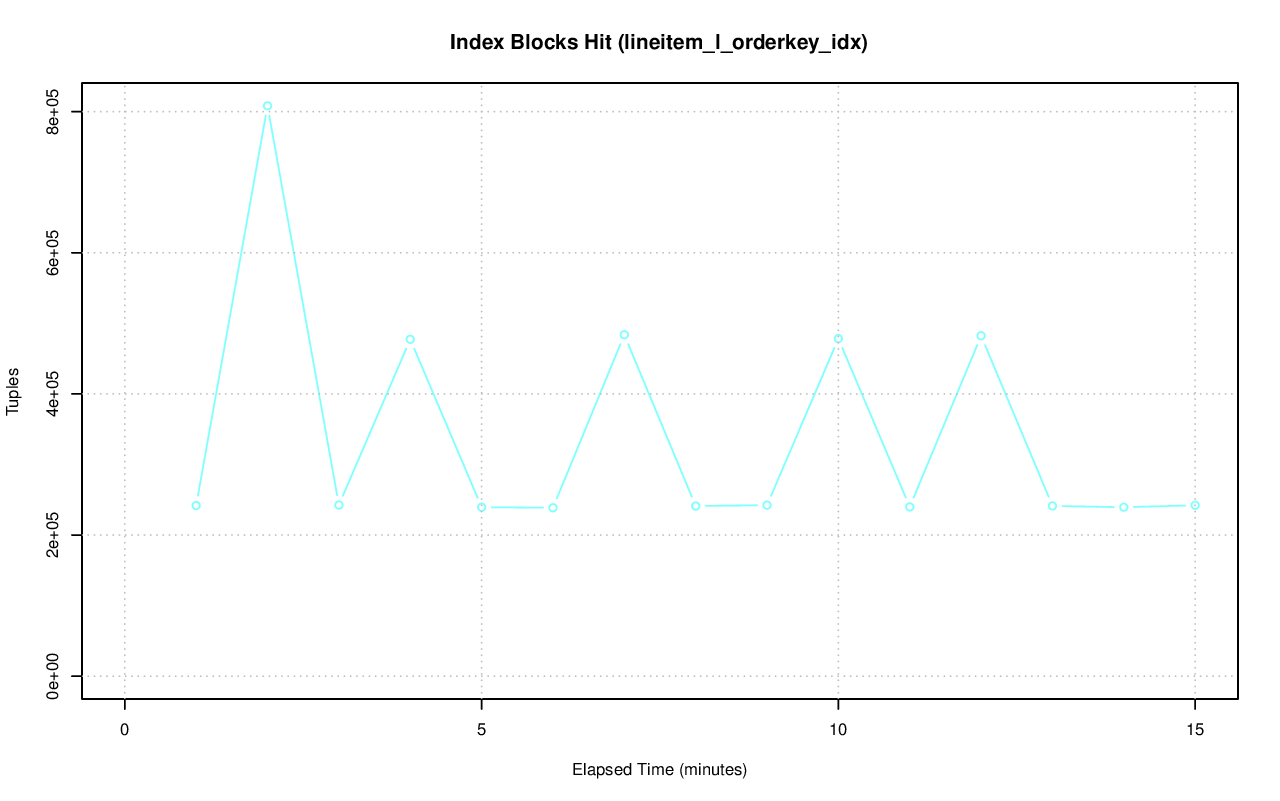 Index Blocks Hit (lineitem_l_orderkey_idx)
8e+05
6e+05
4e+05
2e+05
0e+00
Tuples
0 5 10 15
Elapsed Time (minutes)